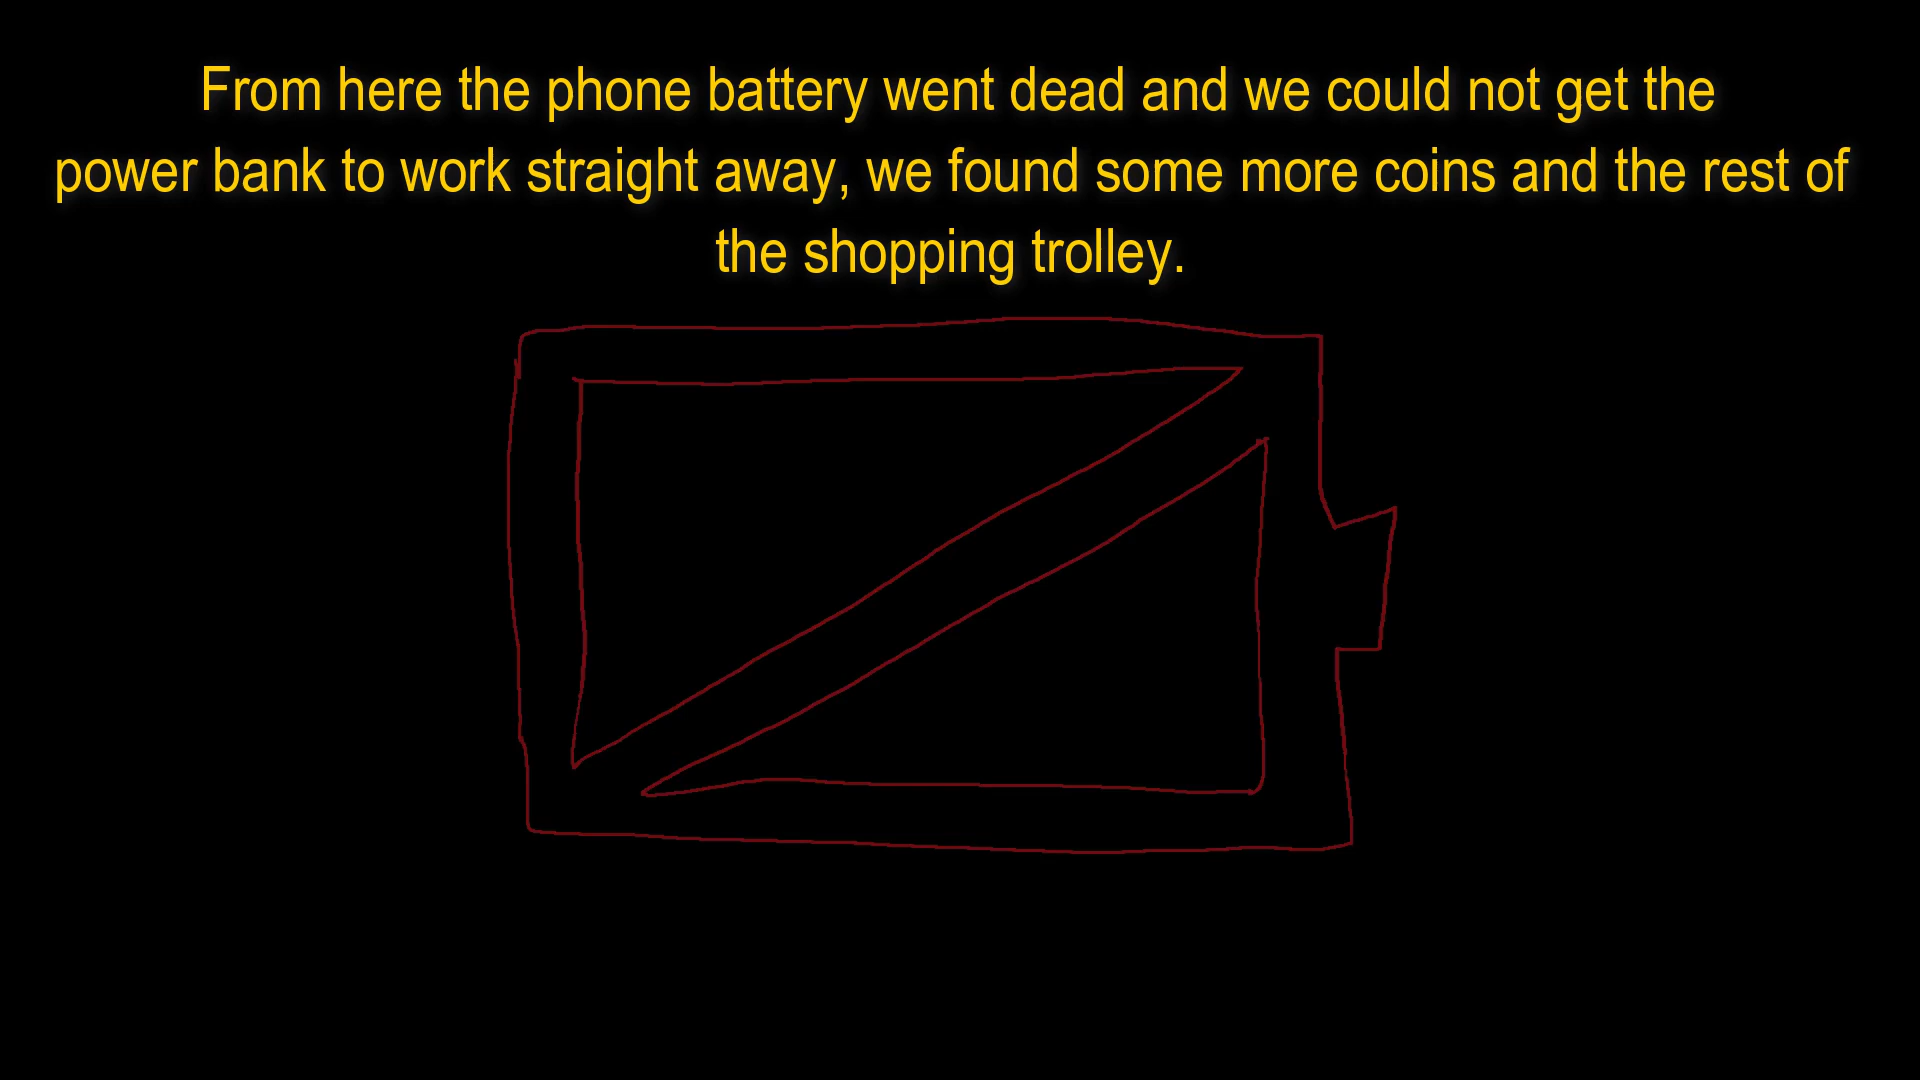 From here the phone battery went dead and we could not get the
power bank to work straight away, we found some more coins and the rest of
the shopping trolley.